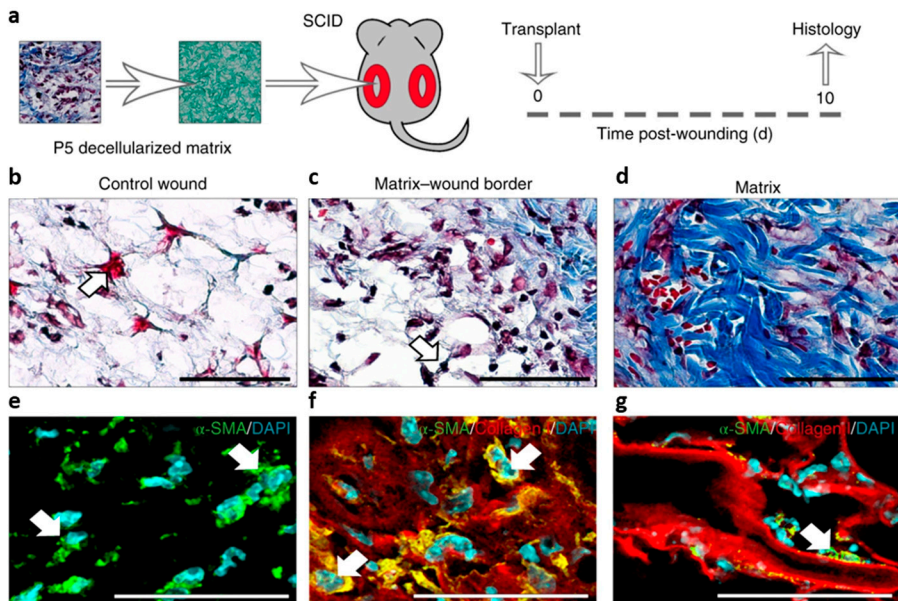 a
SCID
Transplant
Histology
0
10
P5 decellularized matrix
Time post-wounding (d)
b
Control wound
c
Matrix–wound border
d
Matrix
e
α-SMA/DAPI
f
α-SMA/Collagen I/DAPI
g
α-SMA/Collagen I/DAPI